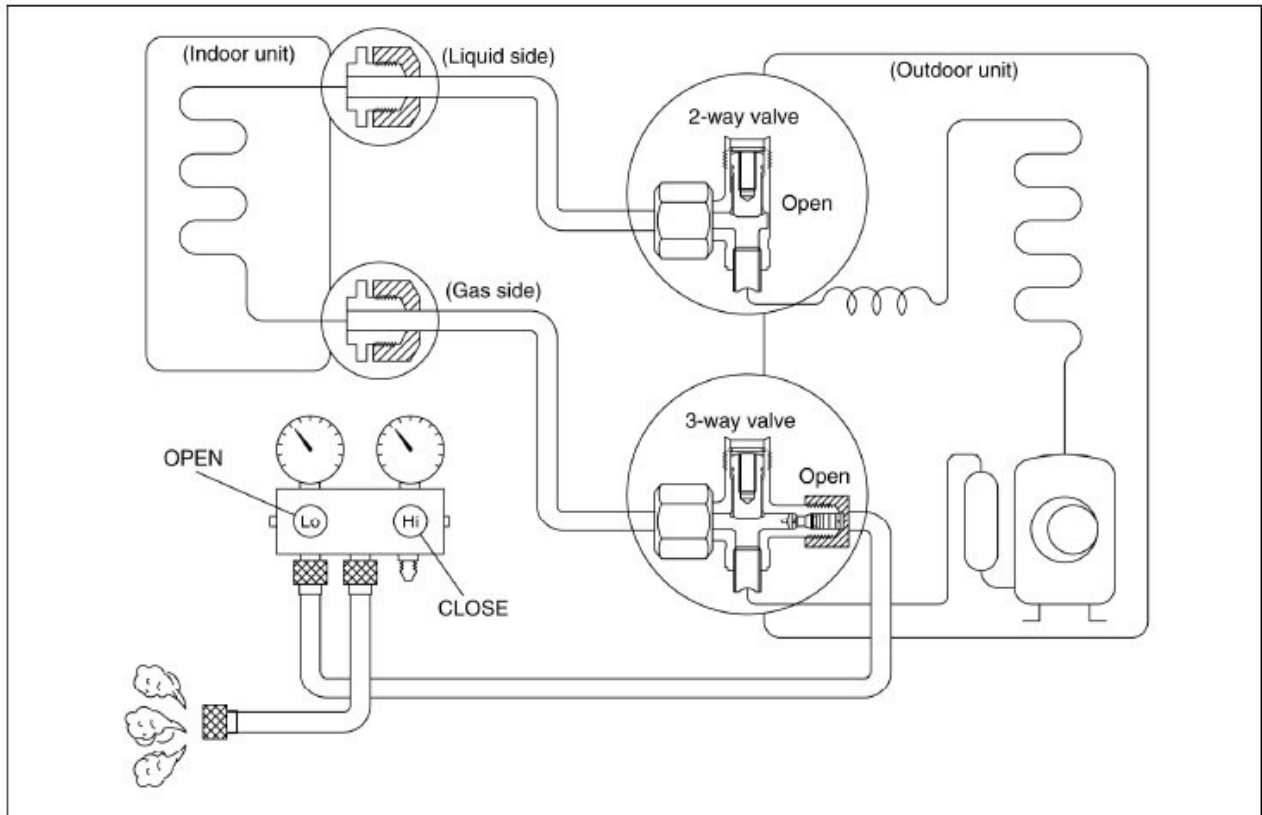 (Indoor unit)
(Liquid side)
(Outdoor unit)
2-way valve
Open
(Gas side)
3-way valve
Open
OPEN
Lo
Hi
CLOSE